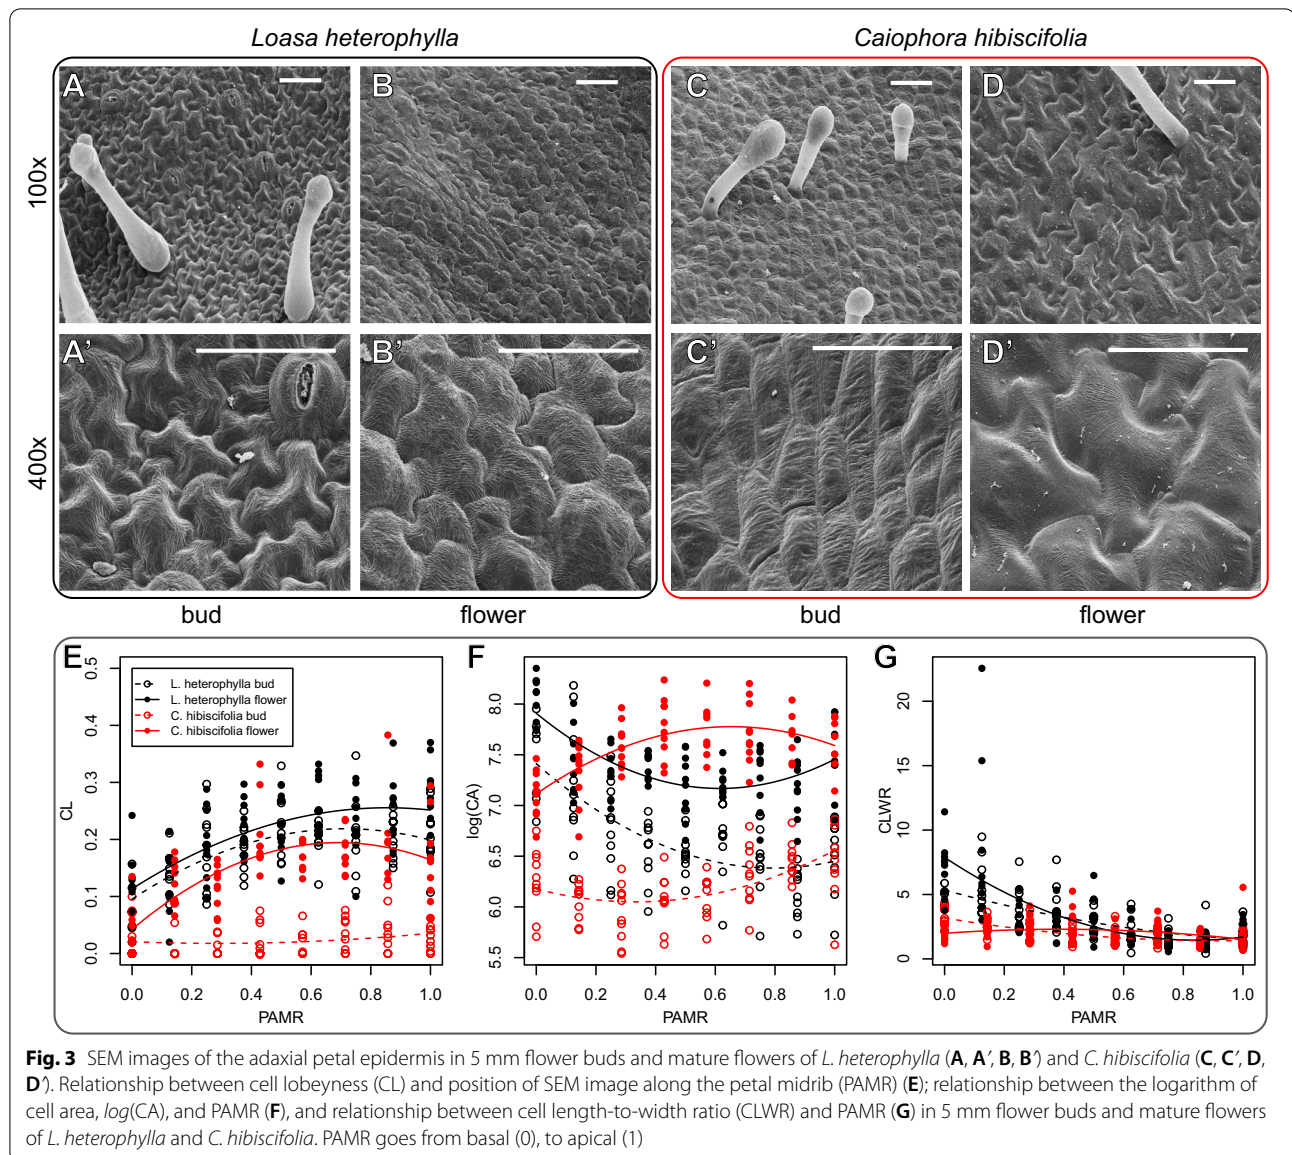 Loasa heterophylla
Caiophora hibiscifolia
A
B
C
D
100x
A'
B'
C'
D'
400x
bud
flower
bud
flower
E
L. heterophylla bud
L. heterophylla flower
C. hibiscifolia bud
C. hibiscifolia flower
CL
0.5
0.4
0.3
0.2
0.1
0.0
0.0 0.2 0.4 0.6 0.8 1.0
PAMR
F
log(CA)
8.0
7.5
7.0
6.5
6.0
5.5
0.0 0.2 0.4 0.6 0.8 1.0
PAMR
G
CLWR
20
15
10
5
0
0.0 0.2 0.4 0.6 0.8 1.0
PAMR
Fig. 3 SEM images of the adaxial petal epidermis in 5 mm flower buds and mature flowers of L. heterophylla (A, A′, B, B′) and C. hibiscifolia (C, C′, D,
D′). Relationship between cell lobeyness (CL) and position of SEM image along the petal midrib (PAMR) (E); relationship between the logarithm of
cell area, log(CA), and PAMR (F), and relationship between cell length-to-width ratio (CLWR) and PAMR (G) in 5 mm flower buds and mature flowers
of L. heterophylla and C. hibiscifolia. PAMR goes from basal (0), to apical (1)